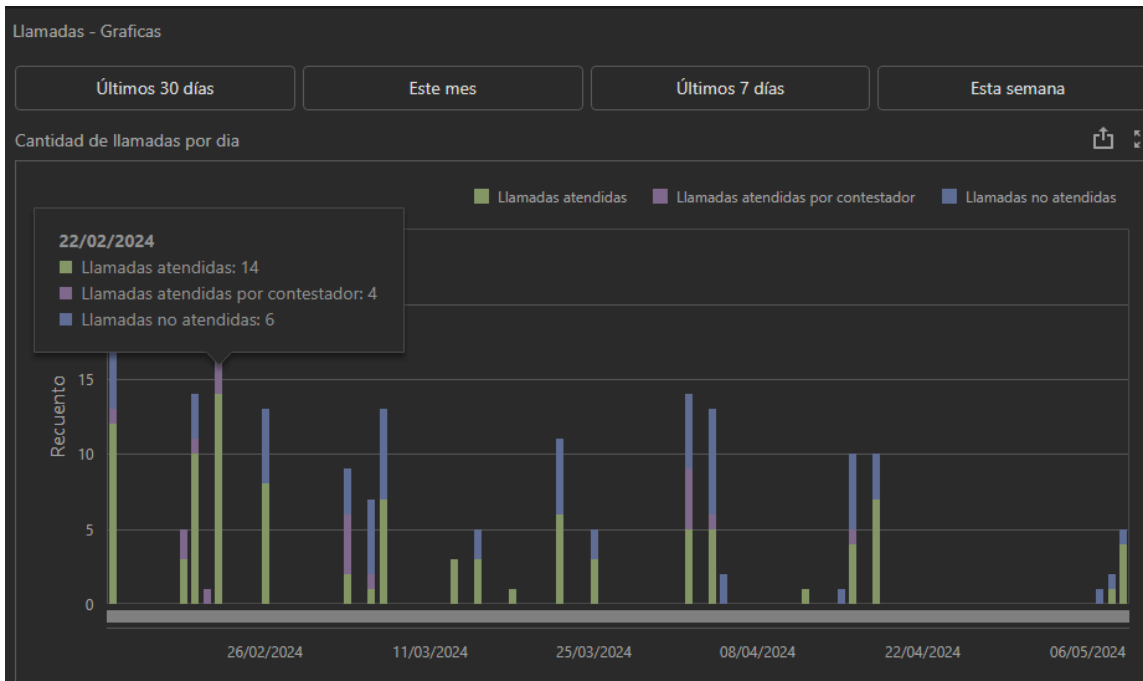 Llamadas - Graficas
Últimos 30 días
Este mes
Últimos 7 días
Esta semana
Cantidad de llamadas por dia
Llamadas atendidas
Llamadas atendidas por contestador
Llamadas no atendidas
22/02/2024
Llamadas atendidas: 14
Llamadas atendidas por contestador: 4
Llamadas no atendidas: 6
Recuento
15
10
5
0
26/02/2024
11/03/2024
25/03/2024
08/04/2024
22/04/2024
06/05/2024